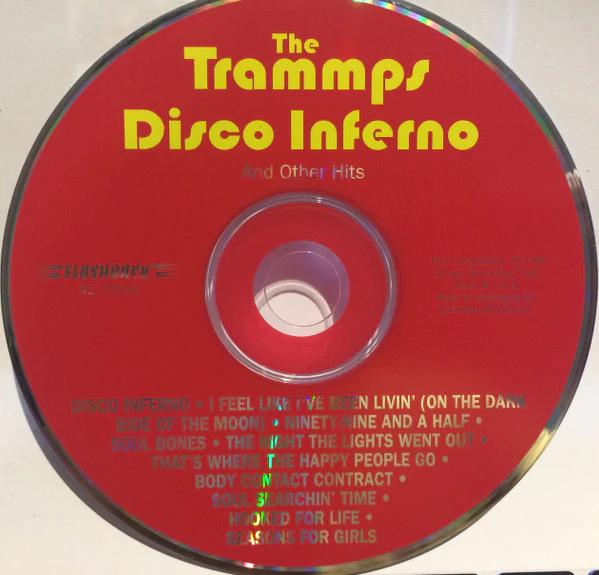 The
Trammps
Disco Inferno
And Other Hits
FLASHBACK
DISCO INFERNO • I FEEL LIKE I'VE BEEN LIVIN' (ON THE DARK
SIDE OF THE MOON) • NINETY-NINE AND A HALF •
SOUL BONES • THE NIGHT THE LIGHTS WENT OUT •
THAT'S WHERE THE HAPPY PEOPLE GO •
BODY CONTACT CONTRACT •
SOUL SEARCHIN' TIME •
HOOKED FOR LIFE •
SEASONS FOR GIRLS